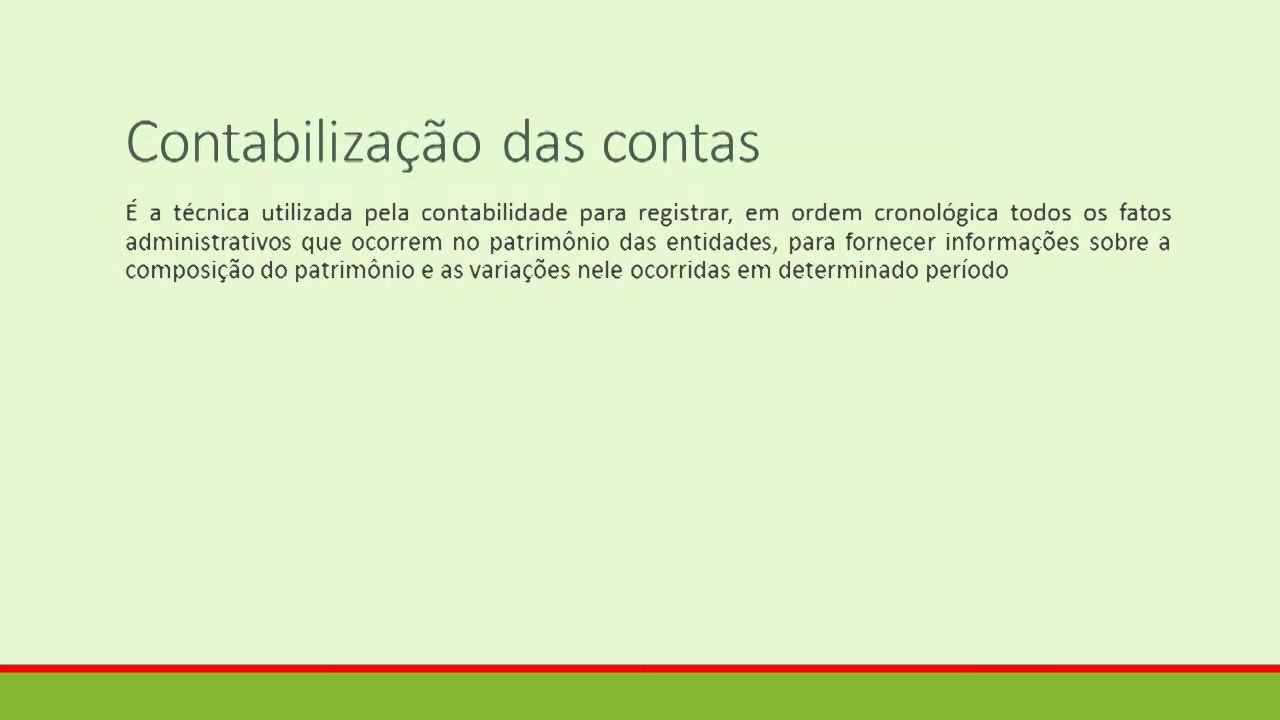 Contabilização das contas
É a técnica utilizada pela contabilidade para registrar, em ordem cronológica todos os fatos
administrativos que ocorrem no patrimônio das entidades, para fornecer informações sobre a
composição do patrimônio e as variações nele ocorridas em determinado período